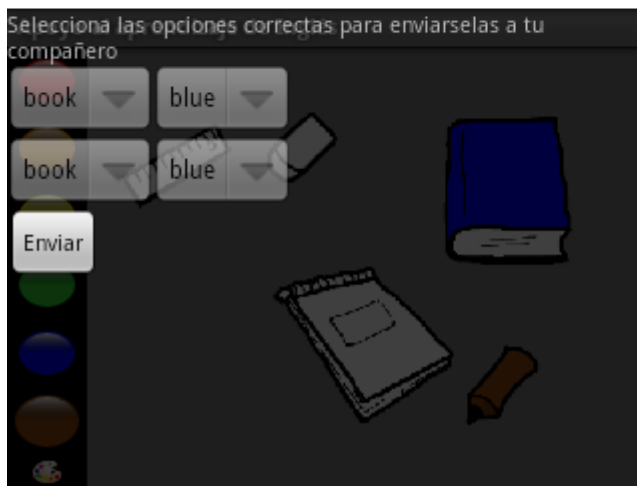 Selecciona las opciones correctas para enviarselas a tu
compañero
book blue
book blue
Enviar